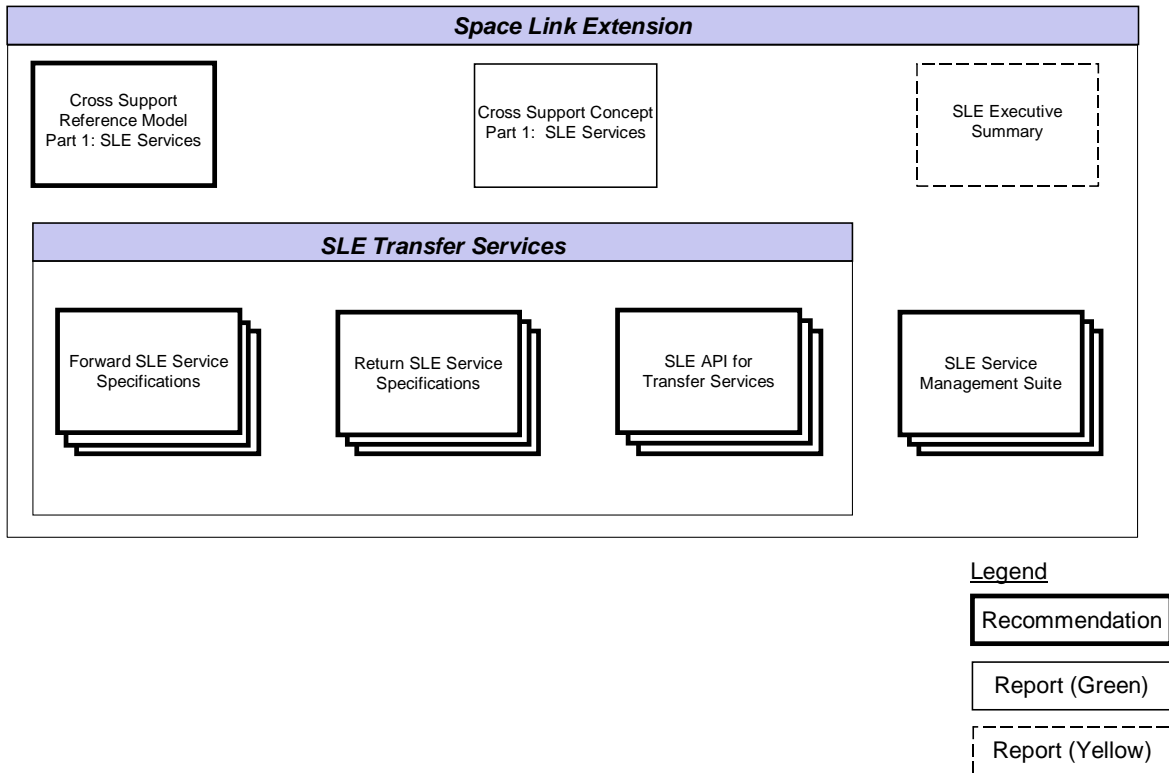 Space Link Extension
Cross Support
Reference Model
Part 1: SLE Services
Cross Support Concept
Part 1:  SLE Services
SLE Executive
Summary
SLE Transfer Services
Forward SLE Service
Specifications
Return SLE Service
Specifications
SLE API for
Transfer Services
SLE Service
Management Suite
Legend
Recommendation
Report (Green)
Report (Yellow)